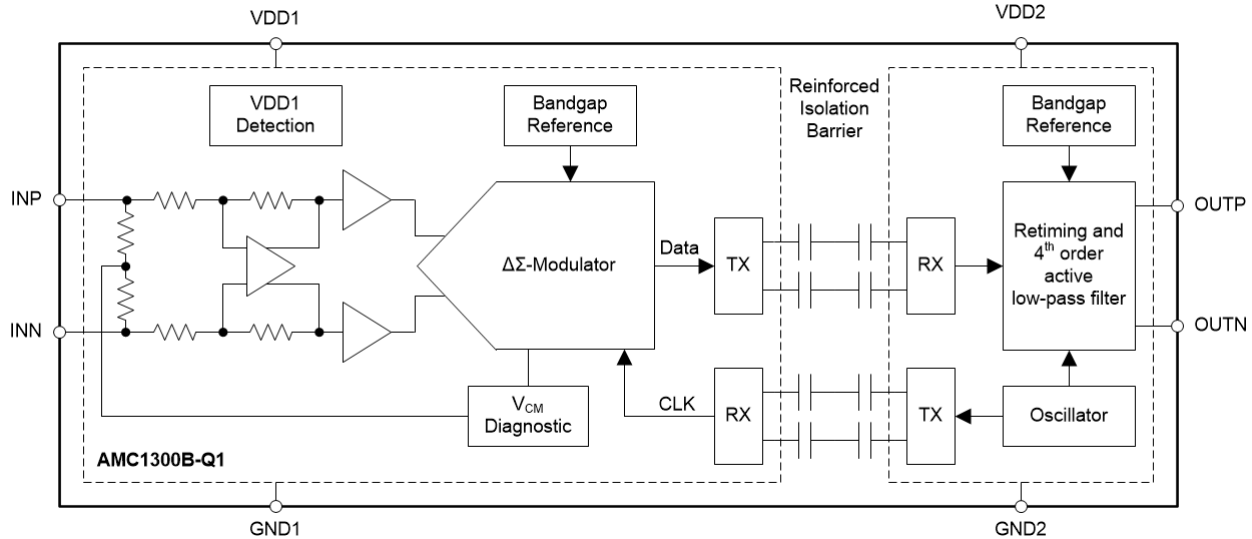 VDD1
VDD2
VDD1
Detection
Bandgap
Reference
Reinforced
Isolation
Barrier
Bandgap
Reference
INP
OUTP
ΔΣ-Modulator
Data
TX
RX
Retiming and
4th order
active
low-pass filter
INN
OUTN
VCM
Diagnostic
CLK
RX
TX
Oscillator
AMC1300B-Q1
GND1
GND2